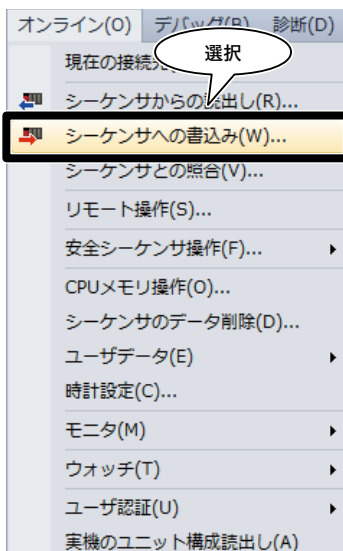 オンライン(O) デバッグ(B) 診断(D)
現在の接続先
選択
シーケンサからの読出し(R)...
シーケンサへの書込み(W)...
シーケンサとの照合(V)...
リモート操作(S)...
安全シーケンサ操作(F)...
CPUメモリ操作(O)...
シーケンサのデータ削除(D)...
ユーザデータ(E)
時計設定(C)...
モニタ(M)
ウォッチ(T)
ユーザ認証(U)
実機のユニット構成読出し(A)